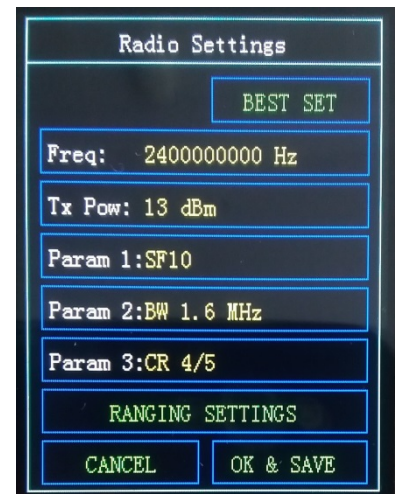 Radio Settings
BEST SET
Freq: 2400000000 Hz
Tx Pow: 13 dBm
Param 1:SF10
Param 2:BW 1.6 MHz
Param 3:CR 4/5
RANGING SETTINGS
CANCEL OK & SAVE